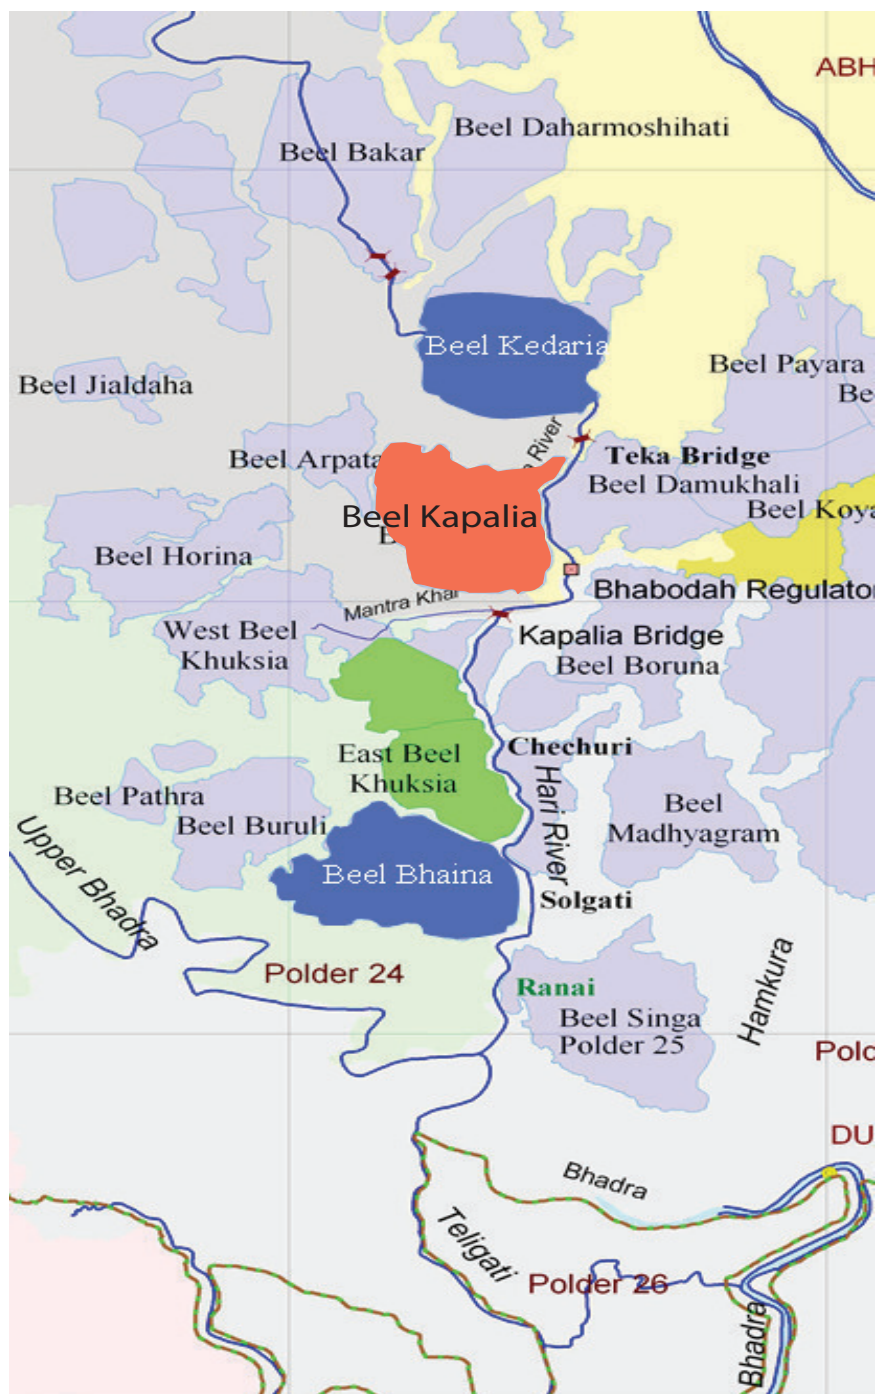 ABH
Beel Daharmoshihati
Beel Bakar
Beel Kedaria
Beel Payara
Bee
Beel Jialdaha
River
Teka Bridge
Beel Arpata
Beel Damukhali
Beel Koya
Beel Kapalia
Beel Horina
Bhabodah Regulator
Mantra Khal
West Beel
Khuksia
Kapalia Bridge
Beel Boruna
Chechuri
East Beel
Khuksia
Hari River
Beel Pathra
Beel
Madhyagram
Beel Buruli
Upper Bhadra
Beel Bhaina
Solgati
Polder 24
Ranai
Beel Singa
Polder 25
Hamkura
Pold
DU
Bhadra
Teligati
Polder 26
Bhadra